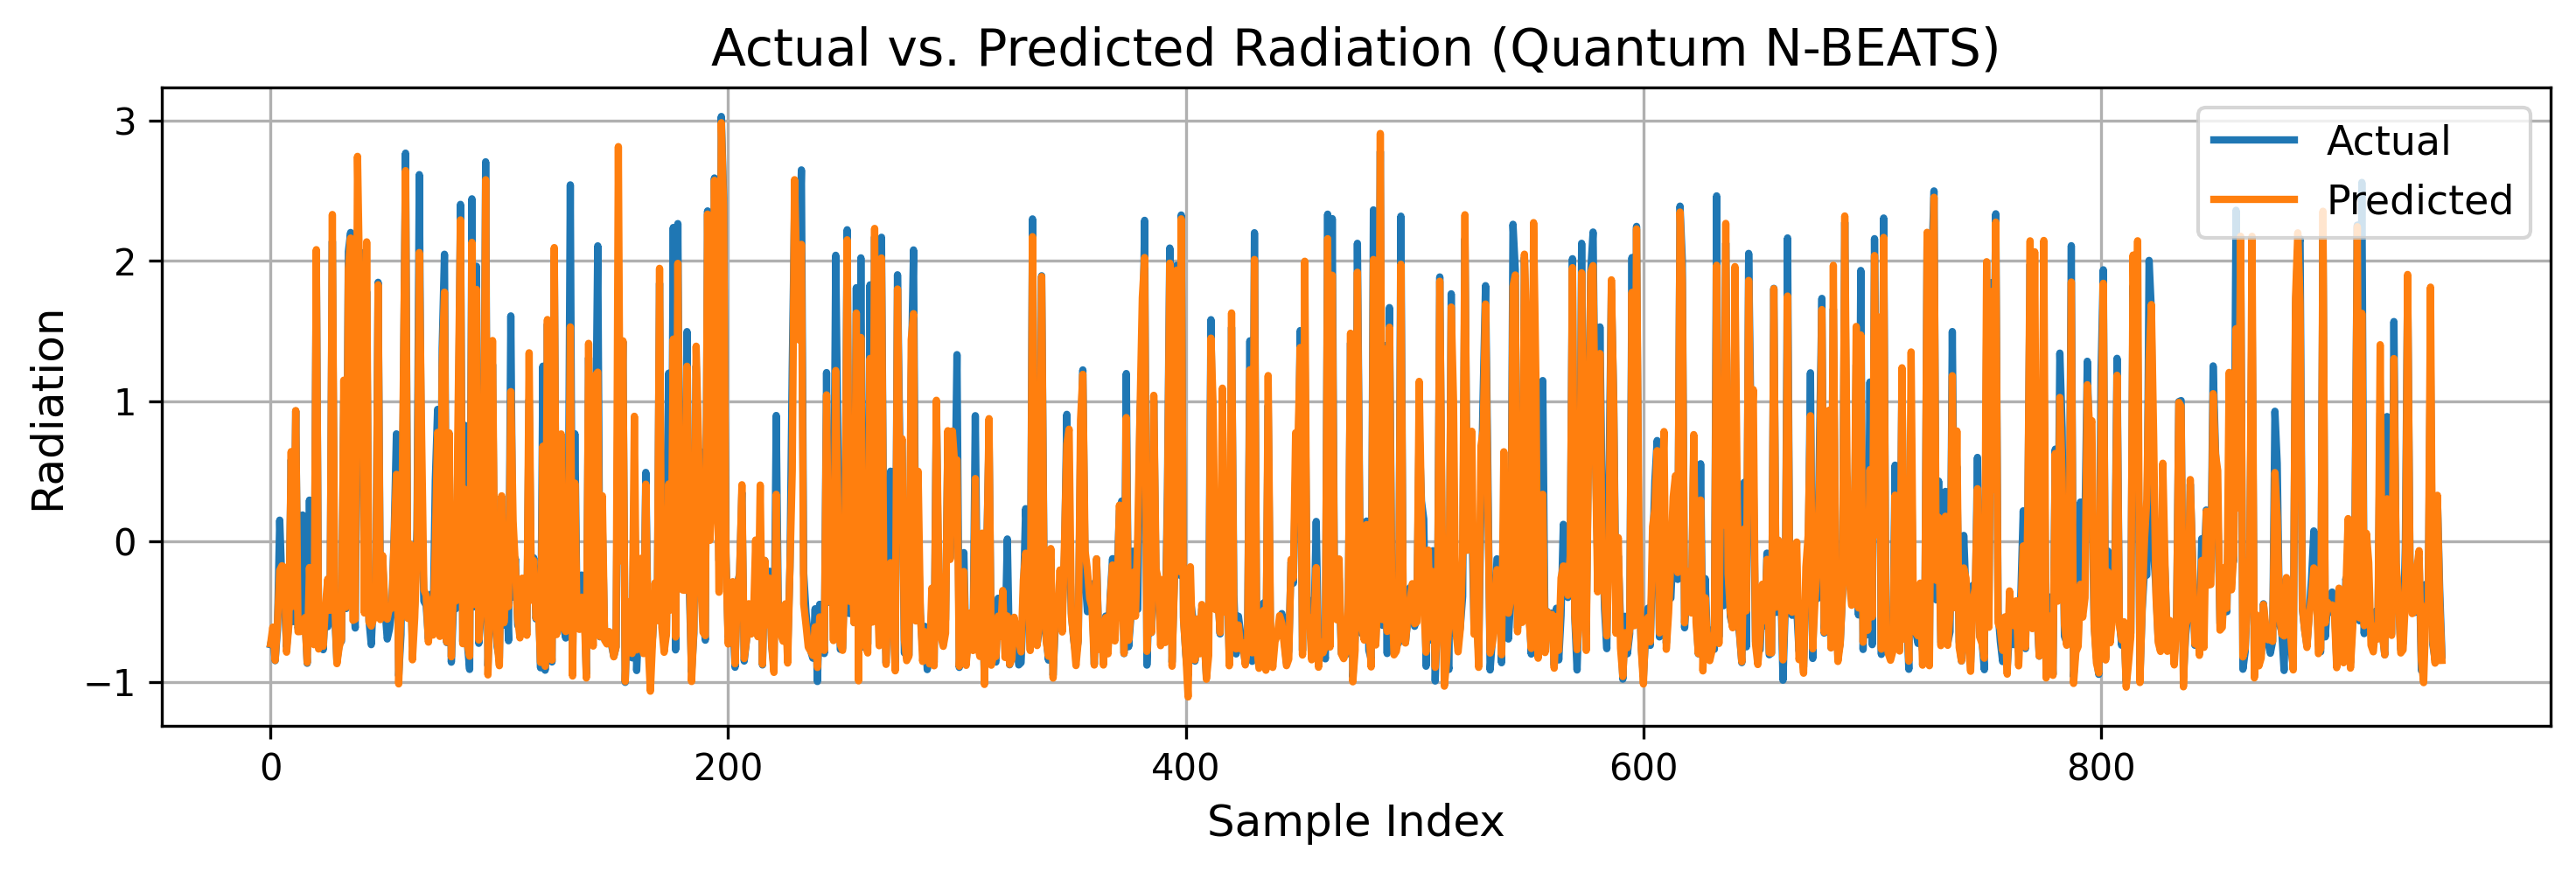 Actual vs. Predicted Radiation (Quantum N-BEATS)
Radiation
3
2
1
0
−1
Actual
Predicted
0 200 400 600 800
Sample Index